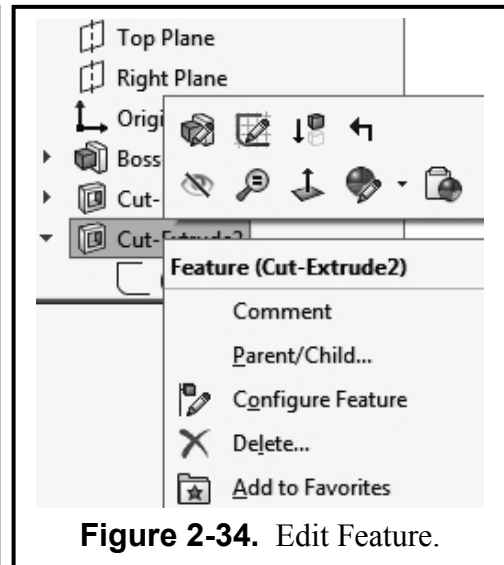 Top Plane
Right Plane
Origi
Boss
Cut-
Cut-Extrude2
Feature (Cut-Extrude2)
Comment
Parent/Child...
Configure Feature
Delete...
Add to Favorites
Figure 2-34. Edit Feature.